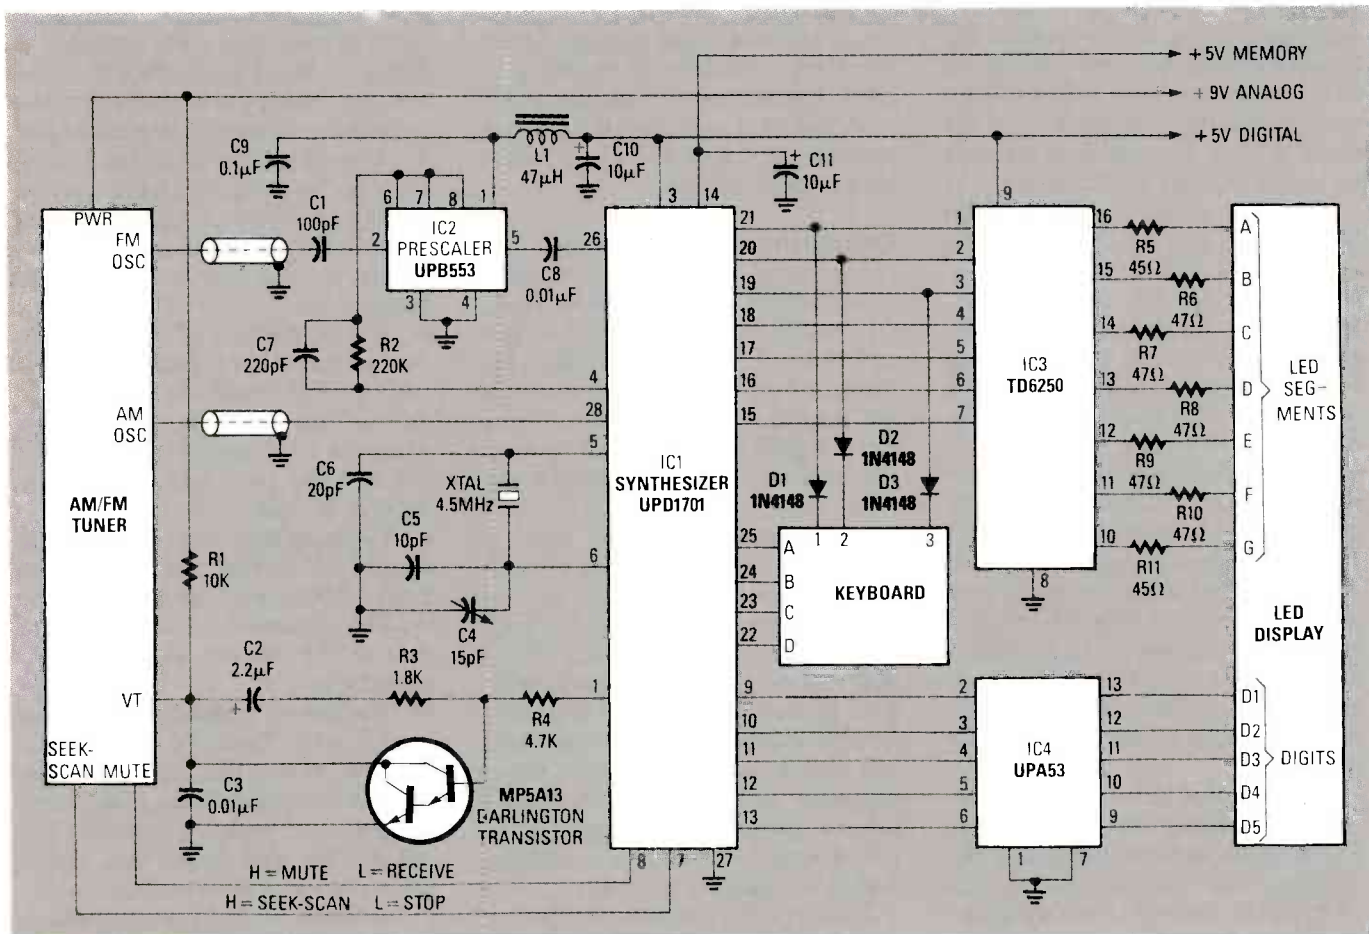 +5V MEMORY
+9V ANALOG
+5V DIGITAL
C9
0.1µF
L1
47µH
C10
10µF
C11
10µF
3
14
9
PWR
FM
OSC
C1
100pF
6
7
8
1
2
IC2
PRESCALER
UPB553
5
3
4
C8
0.01µF
26
C7
220pF
R2
220K
4
AM
OSC
28
5
C6
20pF
XTAL
4.5MHz
C5
10pF
6
C4
15pF
AM/FM
TUNER
R1
10K
C2
2.2µF
+
R3
1.8K
R4
4.7K
1
VT
SEEK-
SCAN
MUTE
C3
0.01µF
MP5A13
DARLINGTON
TRANSISTOR
H = MUTE L = RECEIVE
H = SEEK-SCAN L = STOP
8
7
27
IC1
SYNTHESIZER
UPD1701
21
20
19
18
17
16
15
25
24
23
22
9
10
11
12
13
D1
1N4148
D2
1N4148
D3
1N4148
1
2
3
A
B
C
D
KEYBOARD
1
2
3
4
5
6
7
IC3
TD6250
8
16
15
14
13
12
11
10
R5
45Ω
R6
47Ω
R7
47Ω
R8
47Ω
R9
47Ω
R10
47Ω
R11
45Ω
A
B
C
D
E
F
G
LED
SEG-
MENTS
LED
DISPLAY
2
3
4
5
6
IC4
UPA53
1
7
13
12
11
10
9
D1
D2
D3
D4
D5
DIGITS